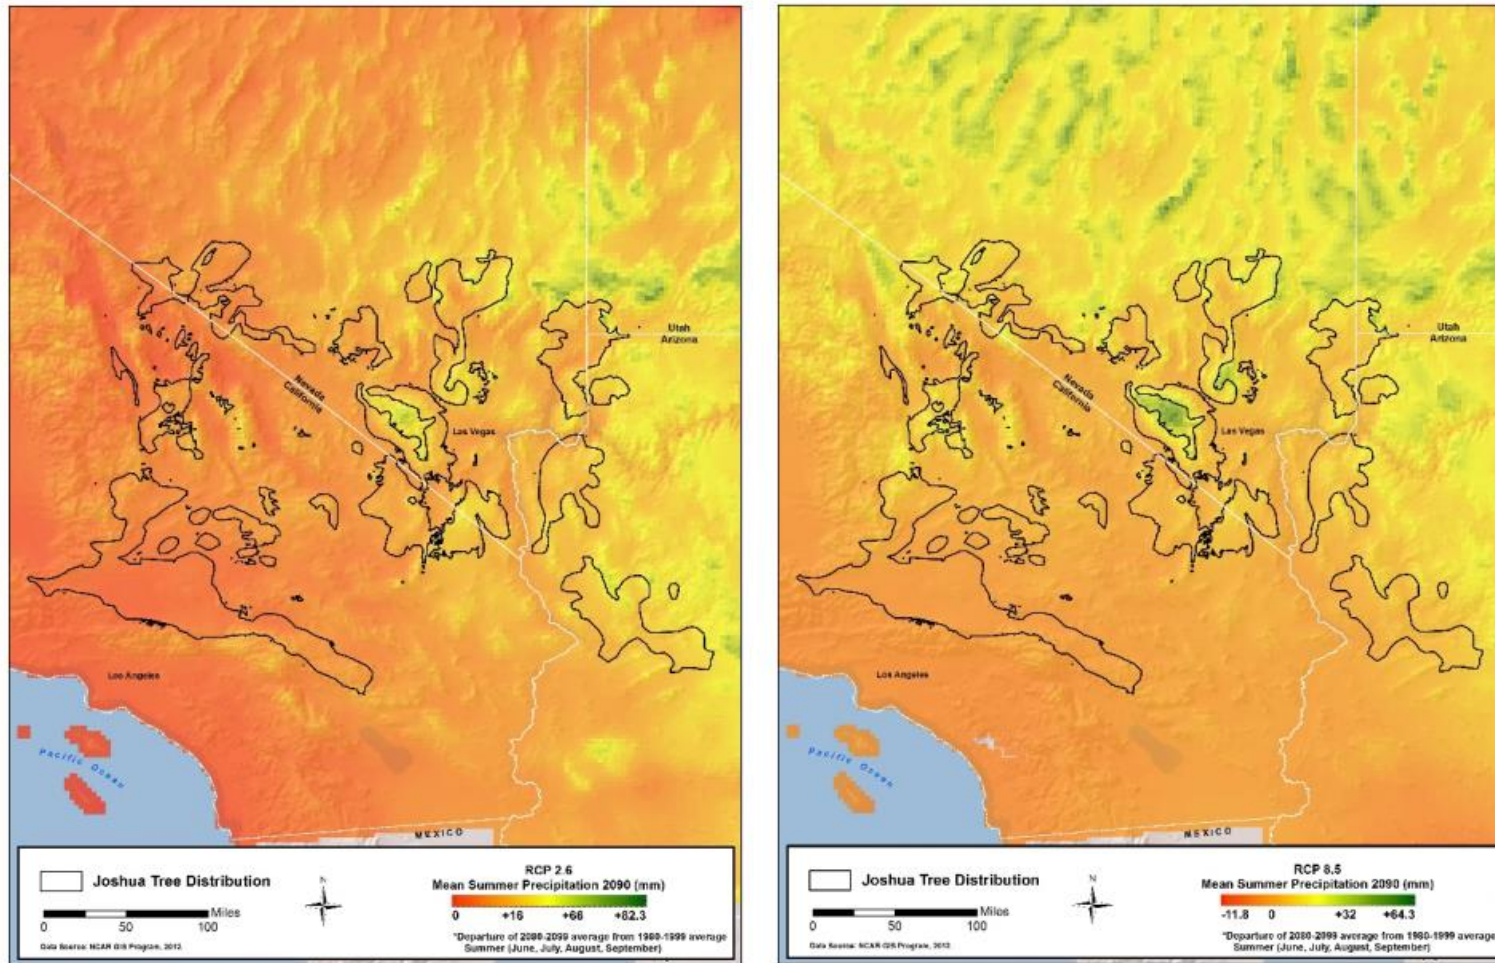 Utah
Arizona
Nevada
California
Las Vegas
Los Angeles
Pacific Ocean
MEXICO
Joshua Tree Distribution
N
0 50 100 Miles
Data Source: NCAR GIS Program, 2012.
RCP 2.6
Mean Summer Precipitation 2090 (mm)
0 +16 +66 +82.3
*Departure of 2080-2099 average from 1980-1999 average
Summer (June, July, August, September)
Utah
Arizona
Nevada
California
Las Vegas
Los Angeles
Pacific Ocean
MEXICO
Joshua Tree Distribution
N
0 50 100 Miles
Data Source: NCAR GIS Program, 2012
RCP 8.5
Mean Summer Precipitation 2090 (mm)
-11.8 0 +32 +64.3
*Departure of 2080-2099 average from 1980-1999 average
Summer (June, July, August, September)